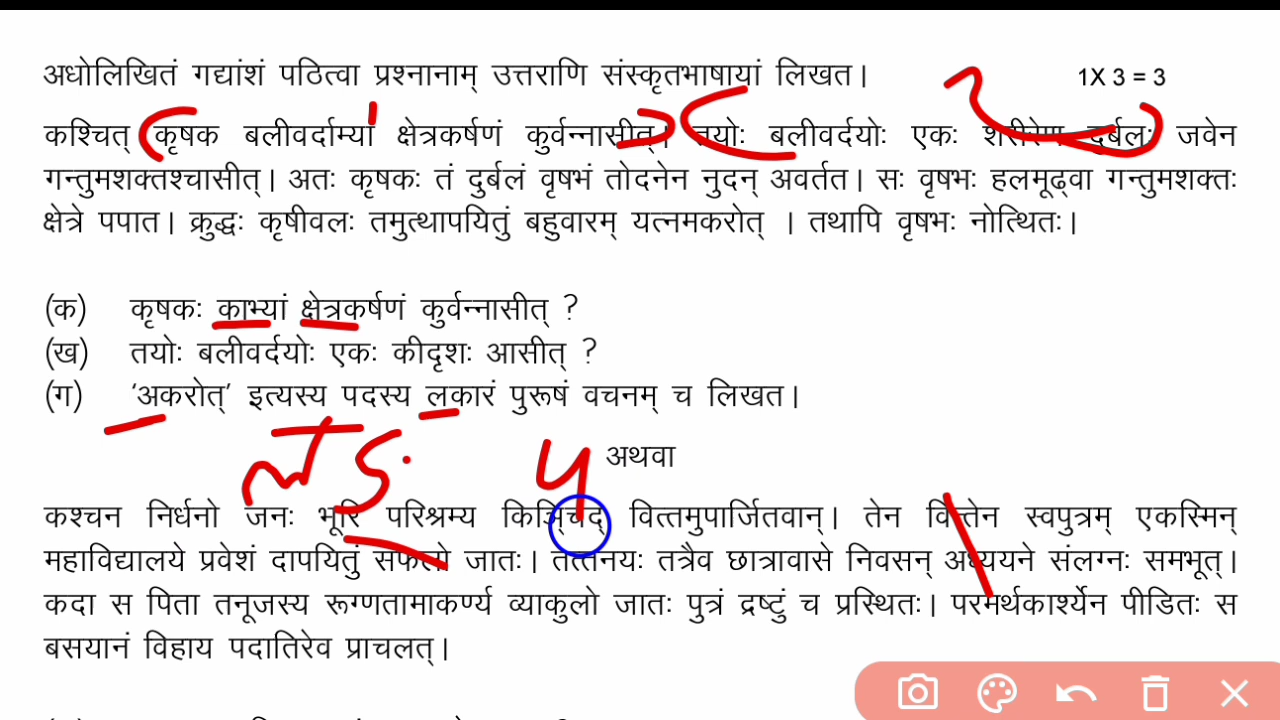 अधोलिखितं गद्यांशं पठित्वा प्रश्नानाम् उत्तराणि संस्कृतभाषायां लिखत। 1X 3 = 3
कश्चित् कृषक बलीवर्दाम्यां क्षेत्रकर्षणं कुर्वन्नासीत्। तयोः बलीवर्दयोः एकः शरीरेण दुर्बलः जवेन
गन्तुमशक्तश्चासीत्। अतः कृषकः तं दुर्बलं वृषभं तोदनेन नुदन् अवर्तत। सः वृषभः हलमूढ्वा गन्तुमशक्तः
क्षेत्रे पपात। क्रुद्धः कृषीवलः तमुत्थापयितुं बहुवारम् यत्नमकरोत् । तथापि वृषभः नोत्थितः।
(क) कृषकः काभ्यां क्षेत्रकर्षणं कुर्वन्नासीत् ?
(ख) तयोः बलीवर्दयोः एकः कीदृशः आसीत् ?
(ग) ‘अकरोत्’ इत्यस्य पदस्य लकारं पुरूषं वचनम् च लिखत।
लङ् प
अथवा
कश्चन निर्धनो जनः भूरि परिश्रम्य किञ्चिद् वित्तमुपार्जितवान्। तेन वित्तेन स्वपुत्रम् एकस्मिन्
महाविद्यालये प्रवेशं दापयितुं सफलो जातः। तत्तनयः तत्रैव छात्रावासे निवसन् अध्ययने संलग्नः समभूत्।
कदा स पिता तनूजस्य रूग्णतामाकर्ण्य व्याकुलो जातः पुत्रं द्रष्टुं च प्रस्थितः। परमर्थकार्श्येन पीडितः स
बसयानं विहाय पदातिरेव प्राचलत्।